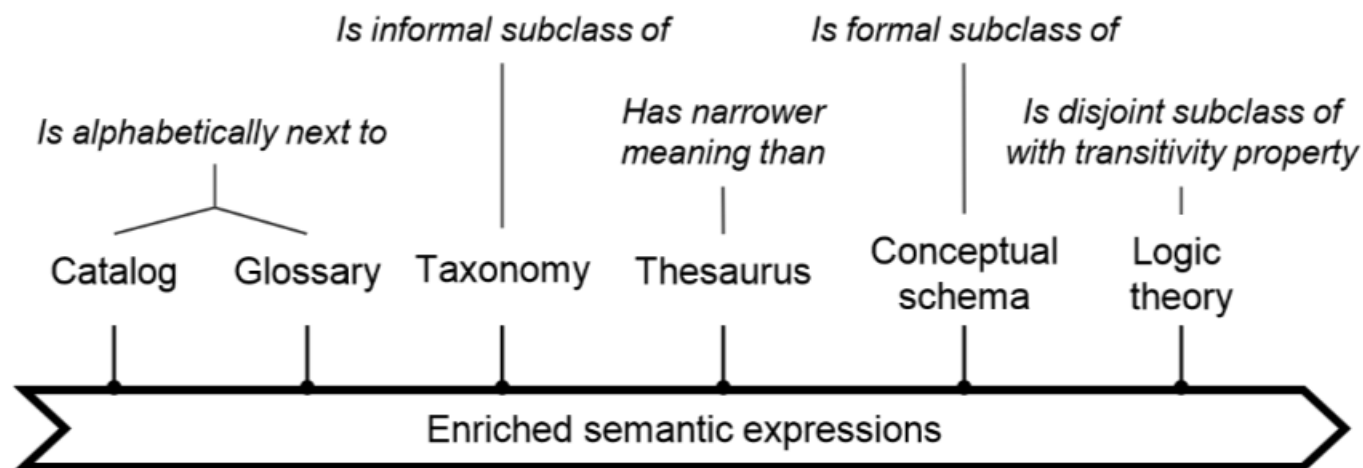 Is informal subclass of
Is formal subclass of
Is alphabetically next to
Has narrower
meaning than
Is disjoint subclass of
with transitivity property
Catalog
Glossary
Taxonomy
Thesaurus
Conceptual
schema
Logic
theory
Enriched semantic expressions